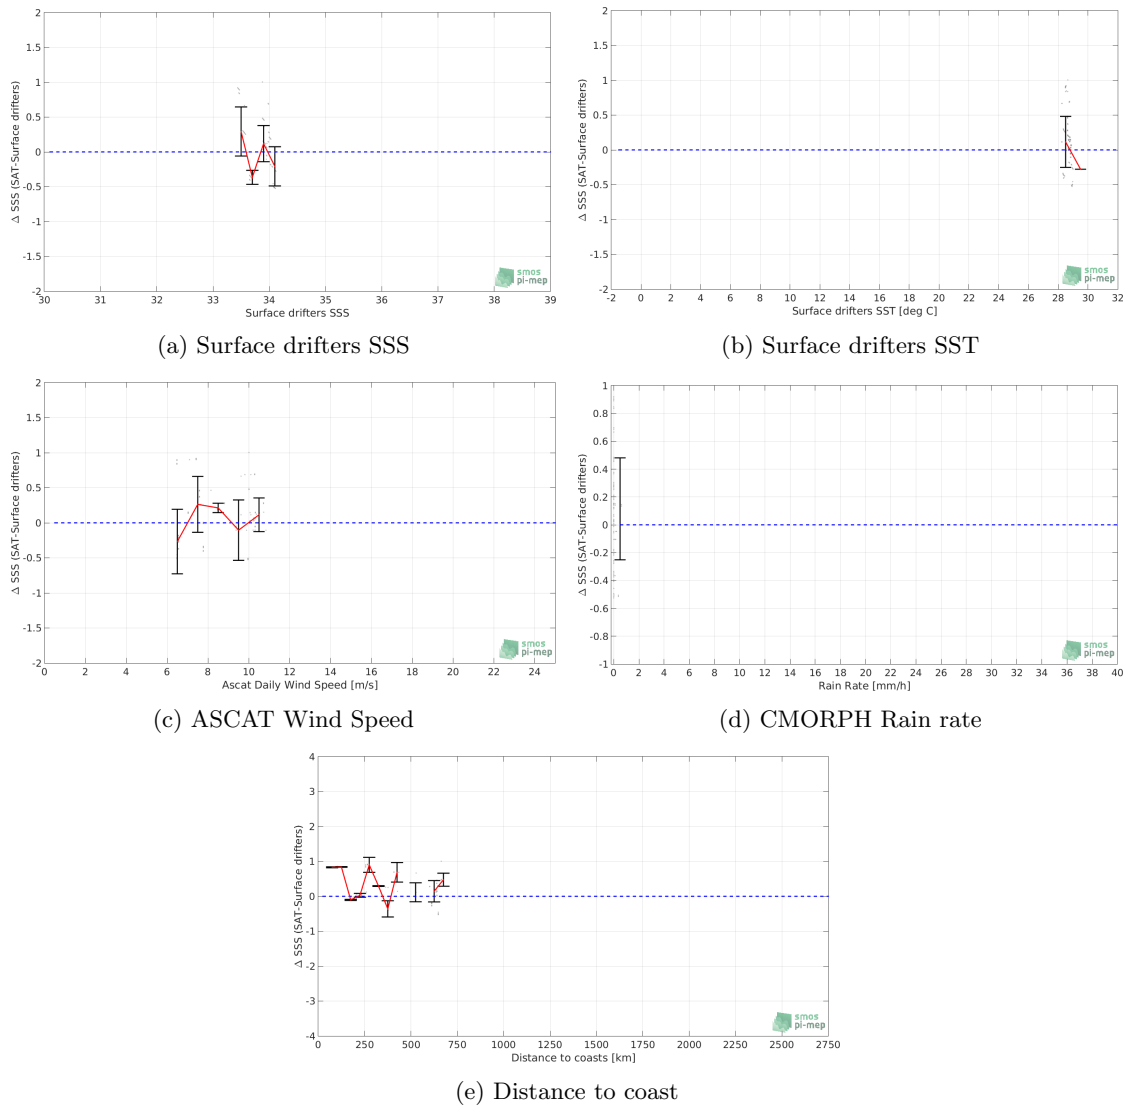 2
1.5
1
0.5
0
-0.5
-1
-1.5
-2
Δ SSS (SAT-Surface drifters)
30 31 32 33 34 35 36 37 38 39
Surface drifters SSS
smos
pi-mep
(a) Surface drifters SSS
2
1.5
1
0.5
0
-0.5
-1
-1.5
-2
Δ SSS (SAT-Surface drifters)
-2 0 2 4 6 8 10 12 14 16 18 20 22 24 26 28 30 32
Surface drifters SST [deg C]
smos
pi-mep
(b) Surface drifters SST
2
1.5
1
0.5
0
-0.5
-1
-1.5
-2
Δ SSS (SAT-Surface drifters)
0 2 4 6 8 10 12 14 16 18 20 22 24
Ascat Daily Wind Speed [m/s]
smos
pi-mep
(c) ASCAT Wind Speed
1
0.8
0.6
0.4
0.2
0
-0.2
-0.4
-0.6
-0.8
-1
Δ SSS (SAT-Surface drifters)
0 2 4 6 8 10 12 14 16 18 20 22 24 26 28 30 32 34 36 38 40
Rain Rate [mm/h]
smos
pi-mep
(d) CMORPH Rain rate
4
3
2
1
0
-1
-2
-3
-4
Δ SSS (SAT-Surface drifters)
0 250 500 750 1000 1250 1500 1750 2000 2250 2500 2750
Distance to coasts [km]
smos
pi-mep
(e) Distance to coast